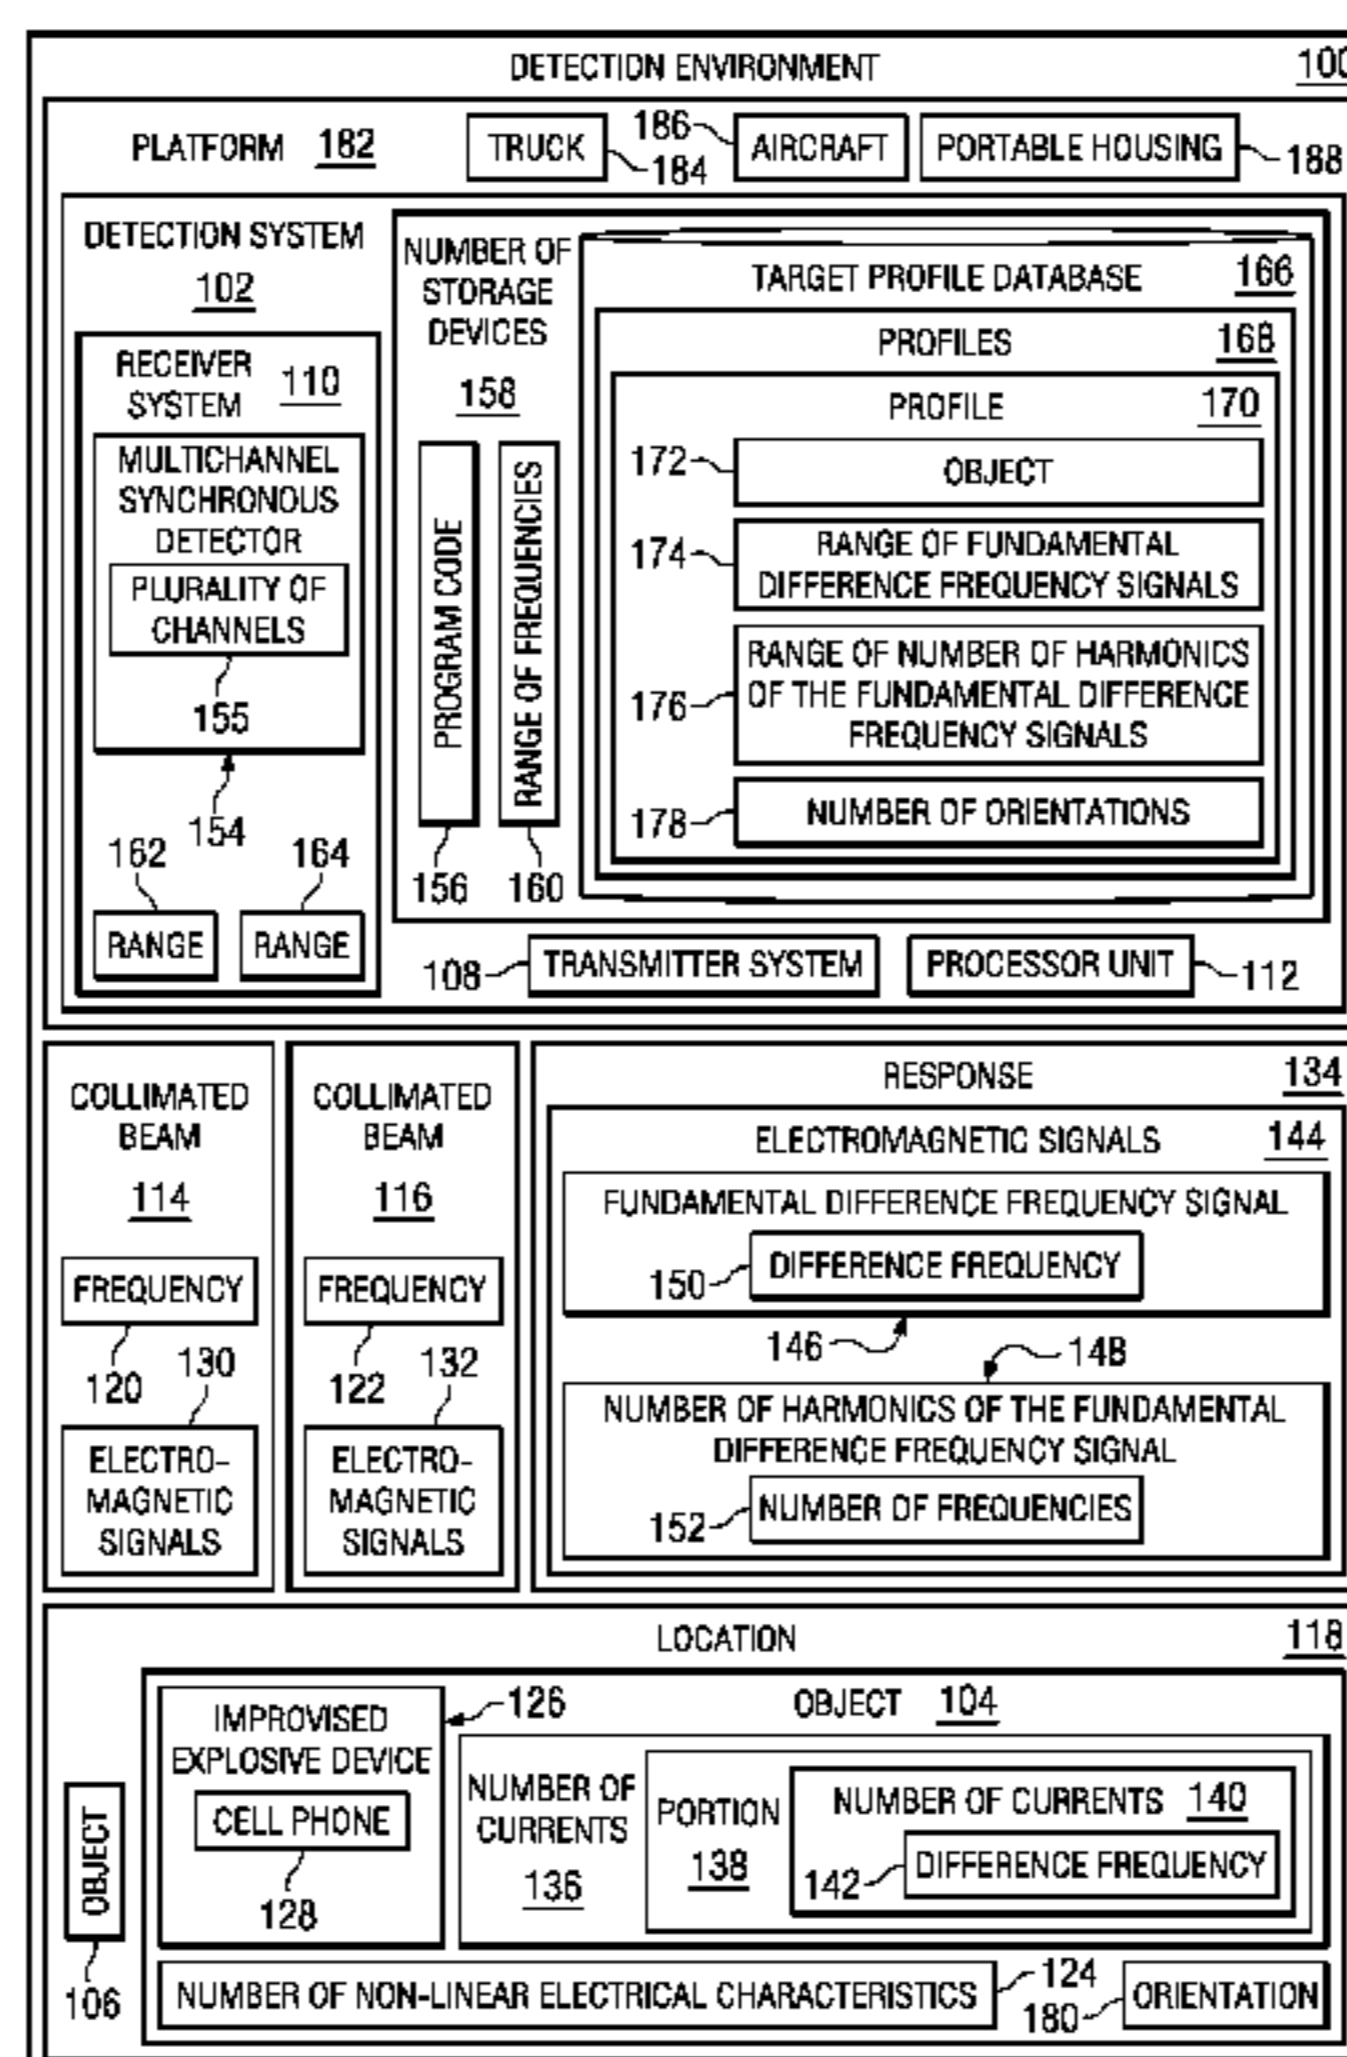 DETECTION ENVIRONMENT 100
PLATFORM 182
TRUCK
184
186
AIRCRAFT
PORTABLE HOUSING
188
DETECTION SYSTEM
102
RECEIVER
SYSTEM
110
MULTICHANNEL
SYNCHRONOUS
DETECTOR
PLURALITY OF
CHANNELS
155
154
162
164
RANGE
RANGE
NUMBER OF
STORAGE
DEVICES
158
PROGRAM CODE
RANGE OF FREQUENCIES
156
160
TARGET PROFILE DATABASE 166
PROFILES 168
PROFILE 170
172
OBJECT
174
RANGE OF FUNDAMENTAL
DIFFERENCE FREQUENCY SIGNALS
176
RANGE OF NUMBER OF HARMONICS
OF THE FUNDAMENTAL DIFFERENCE
FREQUENCY SIGNALS
178
NUMBER OF ORIENTATIONS
108
TRANSMITTER SYSTEM
PROCESSOR UNIT
112
COLLIMATED
BEAM
114
FREQUENCY
120
130
ELECTRO-
MAGNETIC
SIGNALS
COLLIMATED
BEAM
116
FREQUENCY
122
132
ELECTRO-
MAGNETIC
SIGNALS
RESPONSE 134
ELECTROMAGNETIC SIGNALS 144
FUNDAMENTAL DIFFERENCE FREQUENCY SIGNAL
150
DIFFERENCE FREQUENCY
146
148
NUMBER OF HARMONICS OF THE FUNDAMENTAL
DIFFERENCE FREQUENCY SIGNAL
152
NUMBER OF FREQUENCIES
LOCATION 118
OBJECT
106
IMPROVISED
EXPLOSIVE DEVICE
126
CELL PHONE
128
OBJECT 104
NUMBER OF
CURRENTS
136
PORTION
138
NUMBER OF CURRENTS 140
142
DIFFERENCE FREQUENCY
NUMBER OF NON-LINEAR ELECTRICAL CHARACTERISTICS
124
180
ORIENTATION